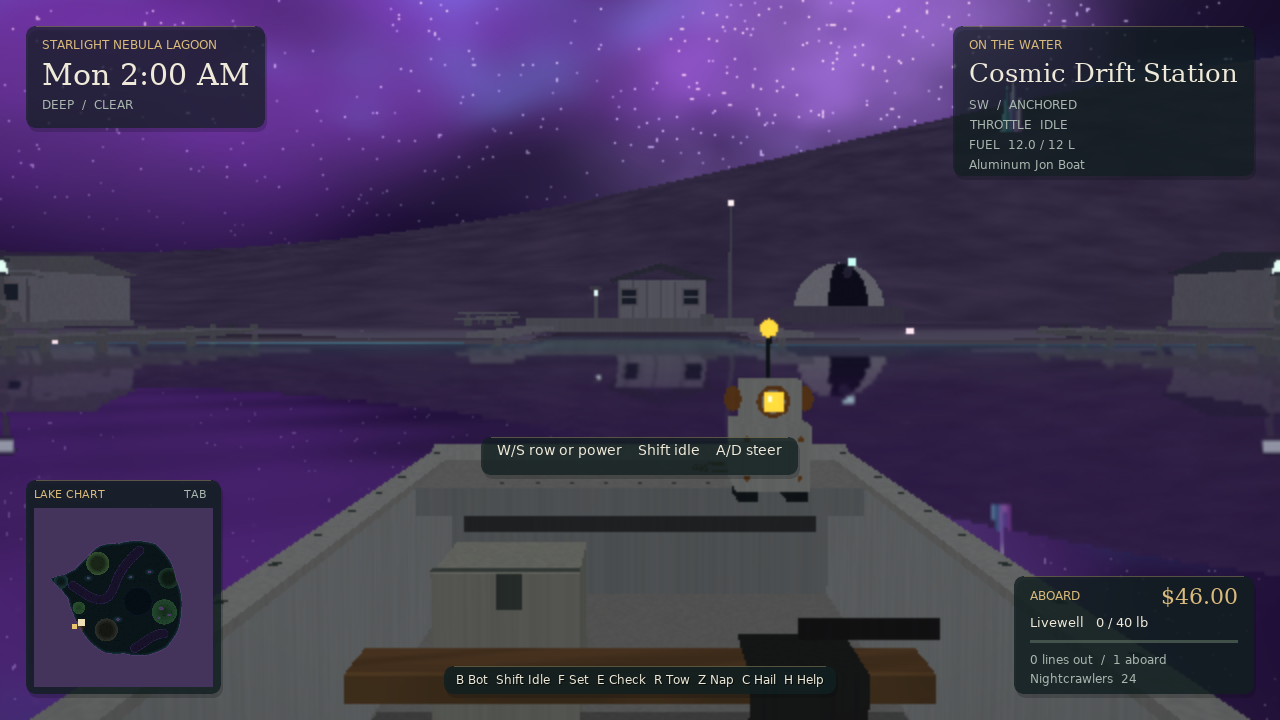 STARLIGHT NEBULA LAGOON
Mon 2:00 AM
DEEP / CLEAR
ON THE WATER
Cosmic Drift Station
SW / ANCHORED
THROTTLE IDLE
FUEL 12.0 / 12 L
Aluminum Jon Boat
W/S row or power Shift idle A/D steer
LAKE CHART TAB
ABOARD $46.00
Livewell 0 / 40 lb
0 lines out / 1 aboard
Nightcrawlers 24
B Bot Shift Idle F Set E Check R Tow Z Nap C Hail H Help